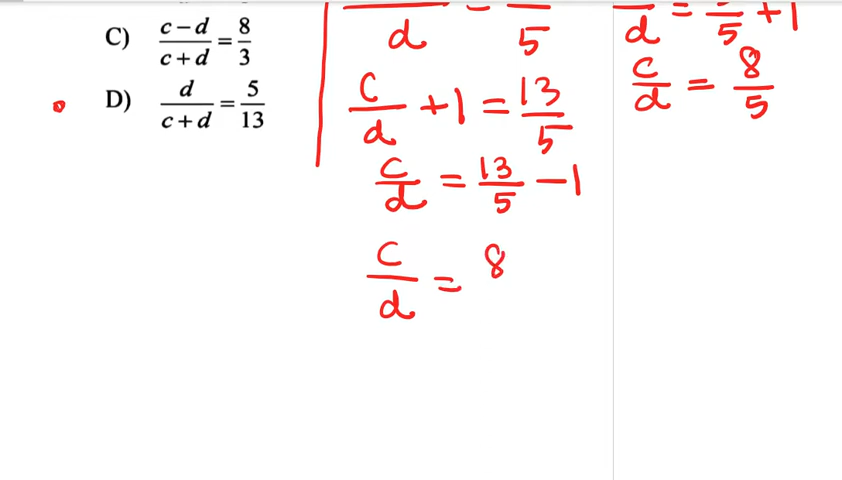 C) (c − d)/(c + d) = 8/3
D) d/(c + d) = 5/13
d = 5
c/d + 1 = 13/5
c/d = 13/5 − 1
c/d = 8
d = 5 + 1
c/d = 8/5